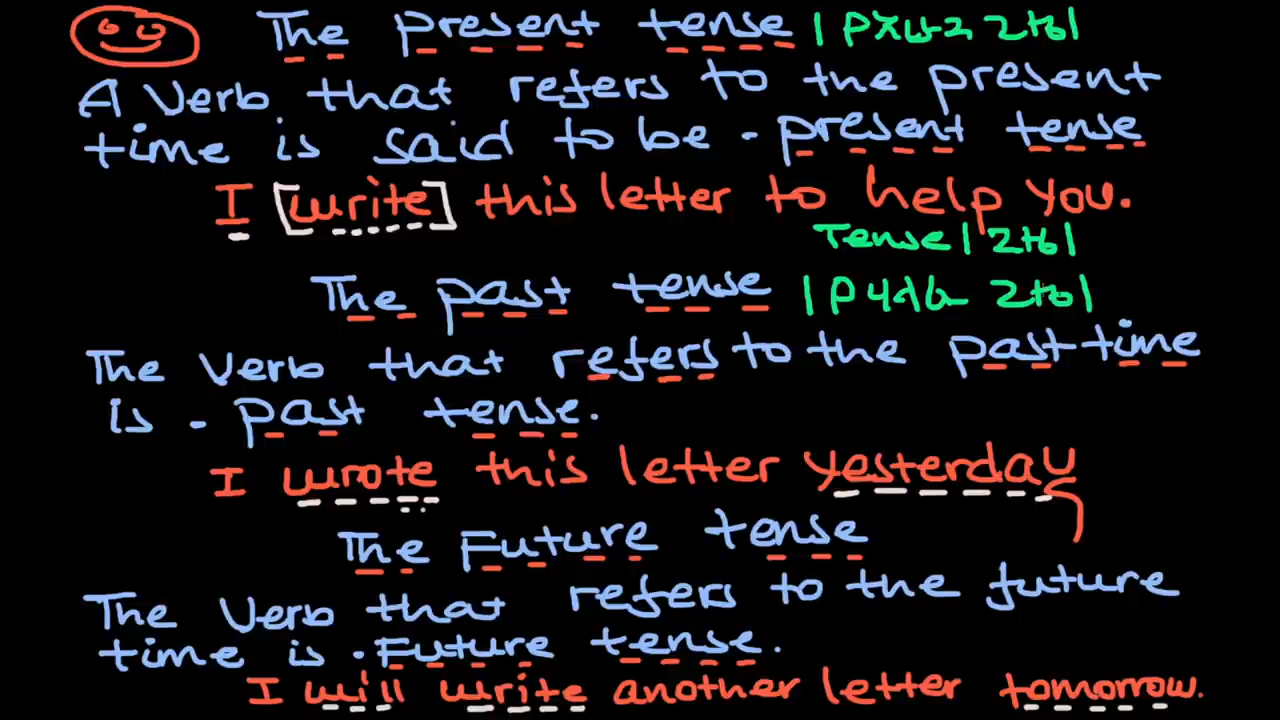 The present tense
A verb that refers to the present
time is said to be - present tense
I [write] this letter to help you.
Tense
The past tense
The verb that refers to the past time
is - past tense.
I wrote this letter yesterday
The Future tense
The verb that refers to the future
time is - Future tense.
I will write another letter tomorrow.